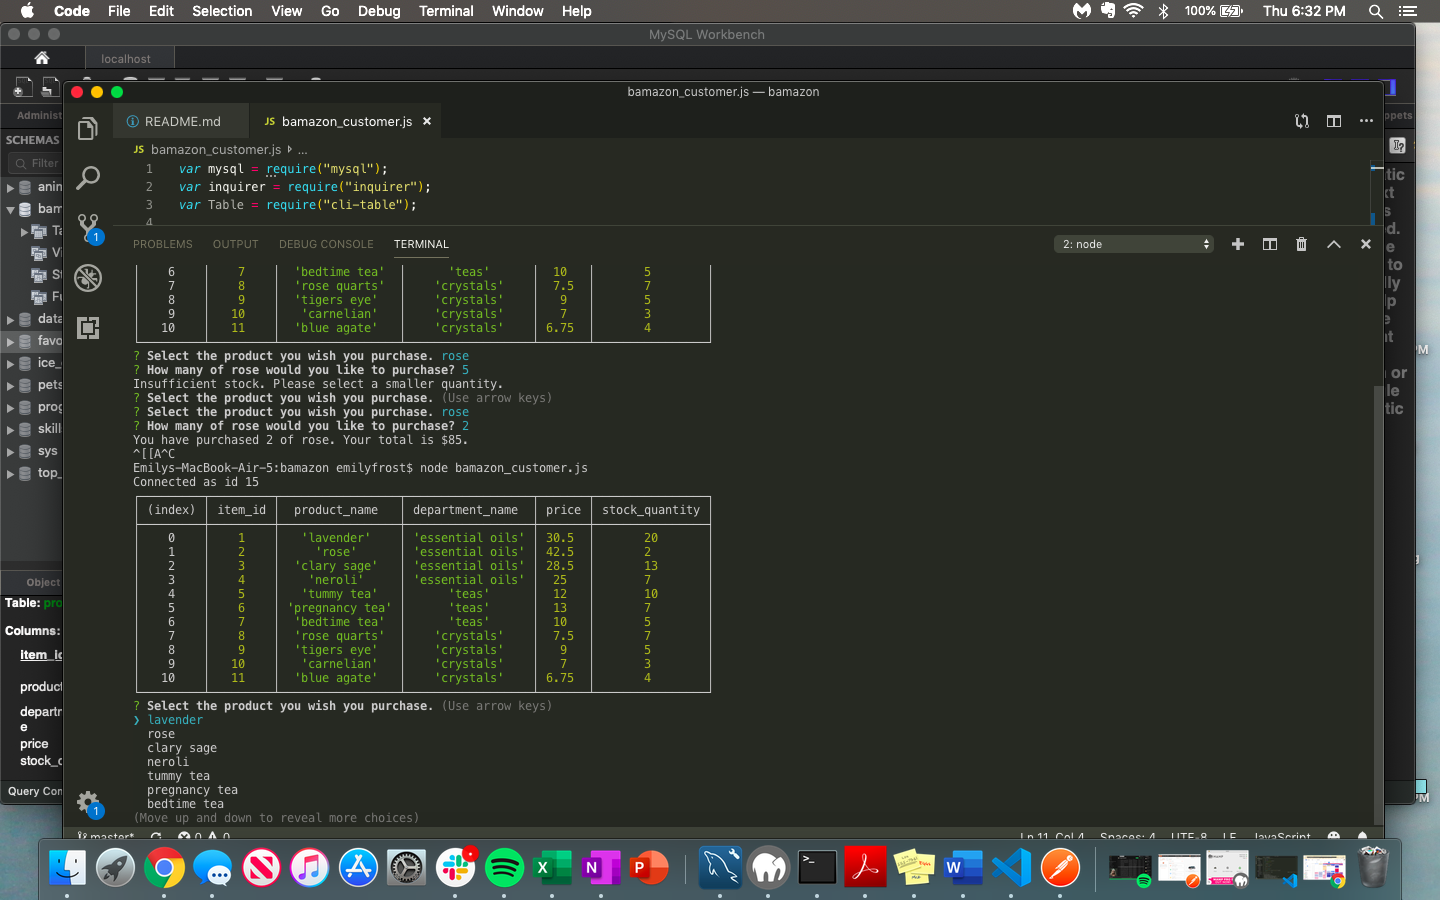 Code File Edit Selection View Go Debug Terminal Window Help 100% Thu 6:32 PM
MySQL Workbench
localhost
bamazon_customer.js — bamazon
Administ
ppets
README.md
JS bamazon_customer.js ×
SCHEMAS
JS bamazon_customer.js ...
Filter
1 var mysql = require("mysql");
2 var inquirer = require("inquirer");
3 var Table = require("cli-table");
4
PROBLEMS OUTPUT DEBUG CONSOLE TERMINAL 2: node
6 7 'bedtime tea' 'teas' 10 5
7 8 'rose quarts' 'crystals' 7.5 7
8 9 'tigers eye' 'crystals' 9 5
9 10 'carnelian' 'crystals' 7 3
10 11 'blue agate' 'crystals' 6.75 4
? Select the product you wish you purchase. rose
? How many of rose would you like to purchase? 5
Insufficient stock. Please select a smaller quantity.
? Select the product you wish you purchase. (Use arrow keys)
? Select the product you wish you purchase. rose
? How many of rose would you like to purchase? 2
You have purchased 2 of rose. Your total is $85.
^[[A^C
Emilys-MacBook-Air-5:bamazon emilyfrost$ node bamazon_customer.js
Connected as id 15
(index) item_id product_name department_name price stock_quantity
0 1 'lavender' 'essential oils' 30.5 20
1 2 'rose' 'essential oils' 42.5 2
2 3 'clary sage' 'essential oils' 28.5 13
3 4 'neroli' 'essential oils' 25 7
4 5 'tummy tea' 'teas' 12 10
5 6 'pregnancy tea' 'teas' 13 7
6 7 'bedtime tea' 'teas' 10 5
7 8 'rose quarts' 'crystals' 7.5 7
8 9 'tigers eye' 'crystals' 9 5
9 10 'carnelian' 'crystals' 7 3
10 11 'blue agate' 'crystals' 6.75 4
? Select the product you wish you purchase. (Use arrow keys)
❯ lavender
rose
clary sage
neroli
tummy tea
pregnancy tea
bedtime tea
(Move up and down to reveal more choices)
anin
bam
Ta
Vi
St
Fu
data
favo
ice_
pets
prog
skill
sys
top_
Object
Table: pro
Columns:
item_id
product
departm
e
price
stock_q
Query Com
master* 0 0 Ln 11, Col 4 Spaces: 4 UTF-8 LF JavaScript